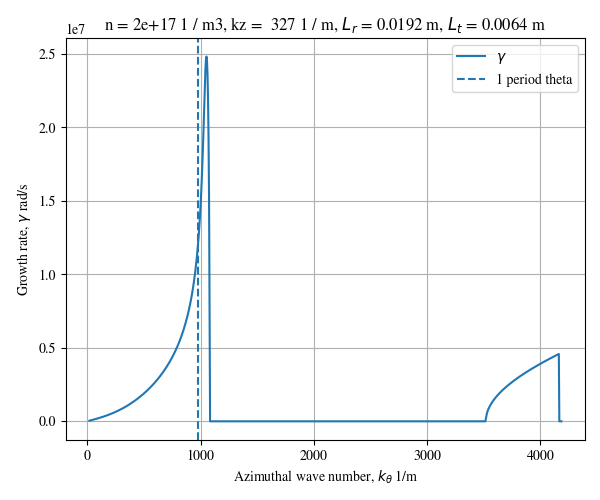 n = 2e+17 1 / m3, kz =  327 1 / m, L_r = 0.0192 m, L_t = 0.0064 m
1e7
2.5
2.0
1.5
1.0
0.5
0.0
Growth rate, γ rad/s
γ
1 period theta
0 1000 2000 3000 4000
Azimuthal wave number, k_θ 1/m